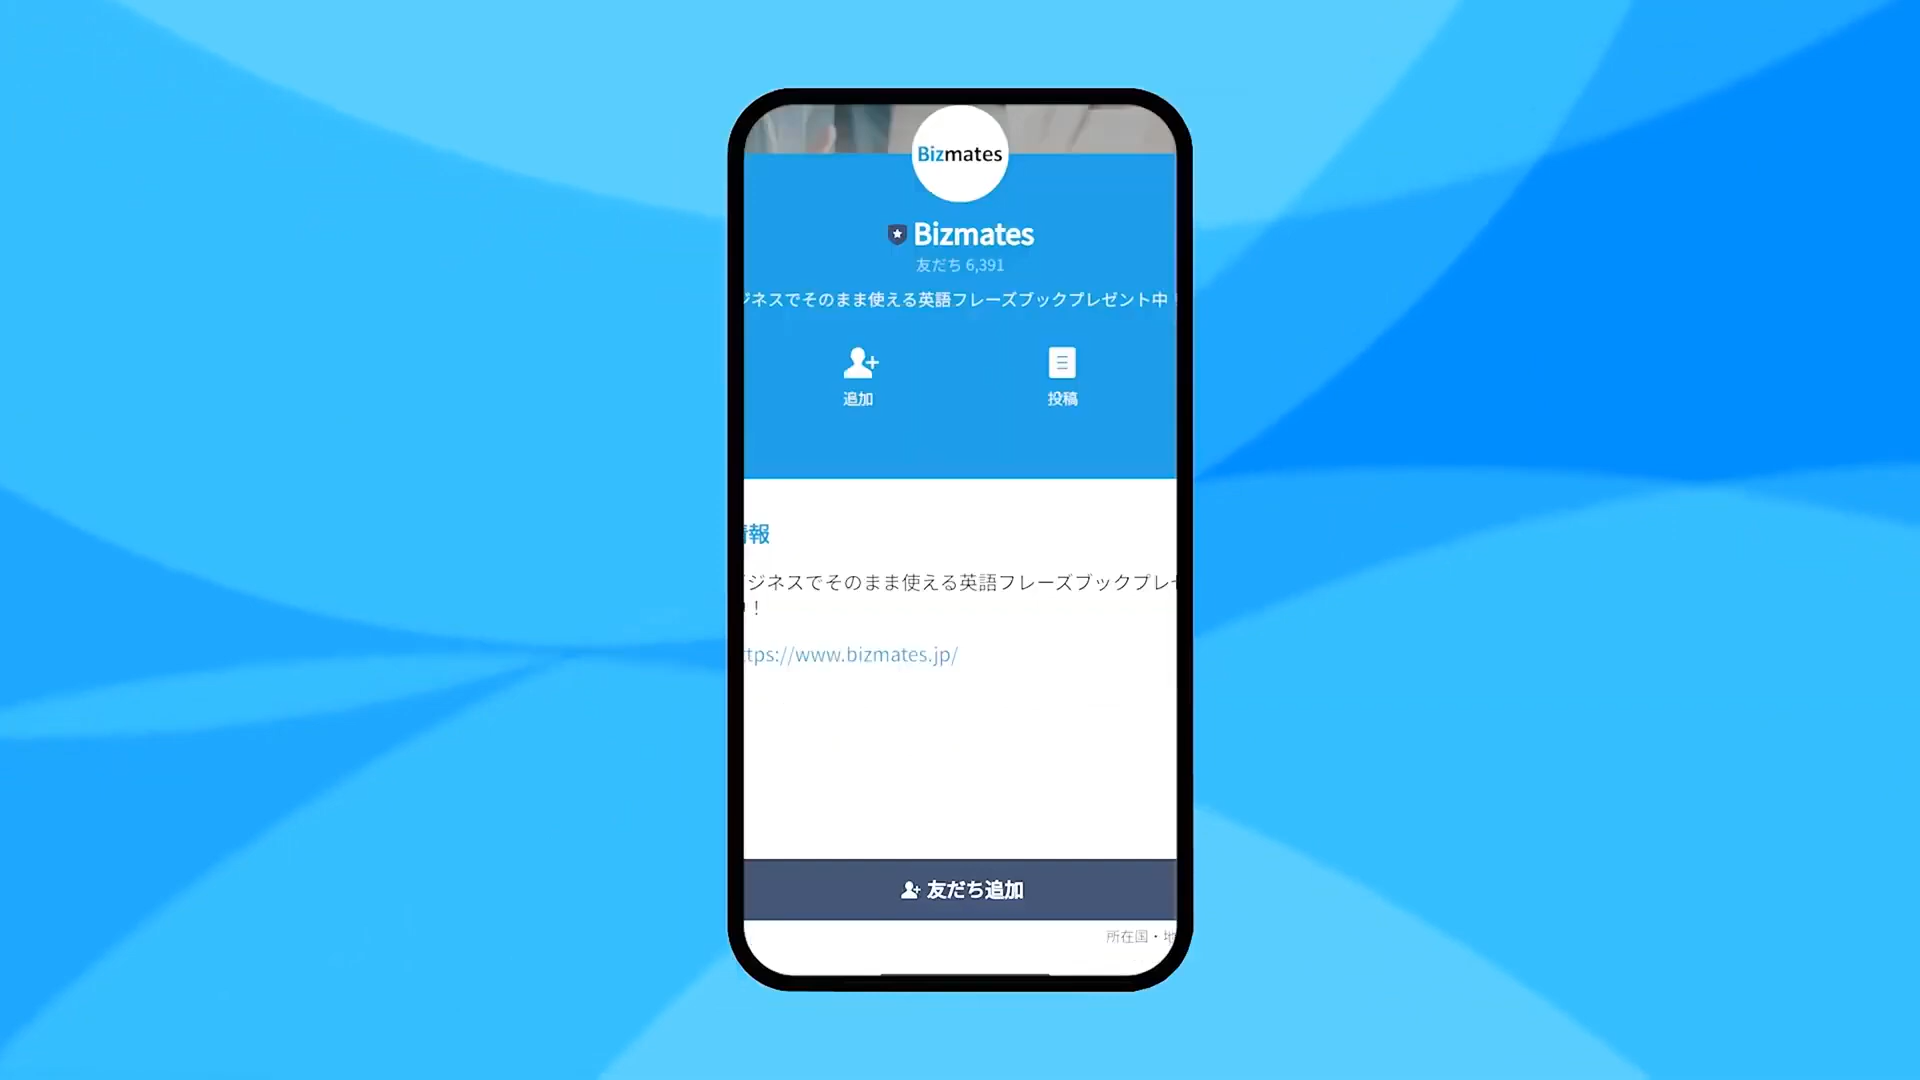 Bizmates
Bizmates
友だち 6,391
ジネスでそのまま使える英語フレーズブックプレゼント中
追加
投稿
情報
ジネスでそのまま使える英語フレーズブックプレ
！
ttps://www.bizmates.jp/
友だち追加
所在国・地